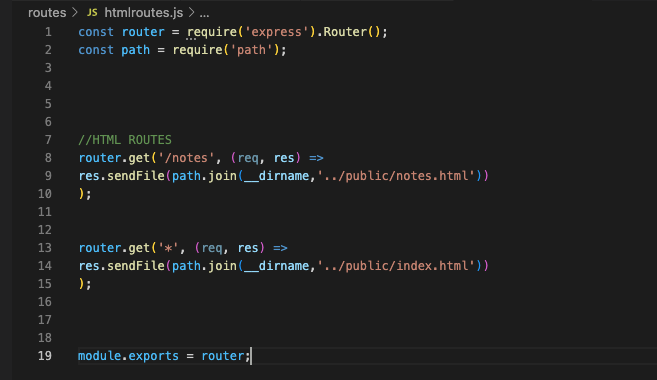 routes > JS htmlroutes.js > ...
1 const router = require('express').Router();
2 const path = require('path');
3
4
5
6
7 //HTML ROUTES
8 router.get('/notes', (req, res) =>
9 res.sendFile(path.join(__dirname,'../public/notes.html'))
10 );
11
12
13 router.get('*', (req, res) =>
14 res.sendFile(path.join(__dirname,'../public/index.html'))
15 );
16
17
18
19 module.exports = router;